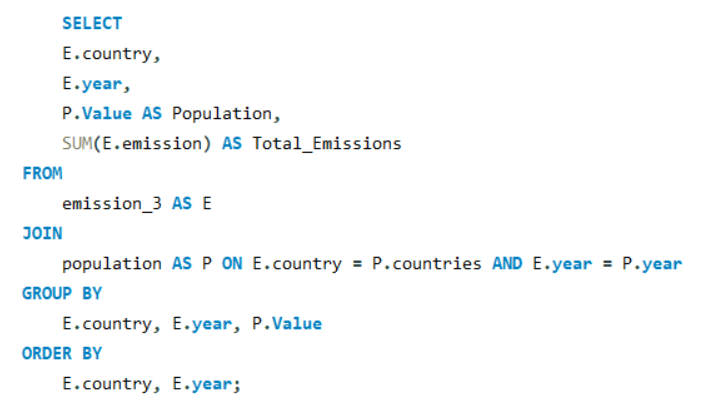 SELECT
E.country,
E.year,
P.Value AS Population,
SUM(E.emission) AS Total_Emissions
FROM
emission_3 AS E
JOIN
population AS P ON E.country = P.countries AND E.year = P.year
GROUP BY
E.country, E.year, P.Value
ORDER BY
E.country, E.year;